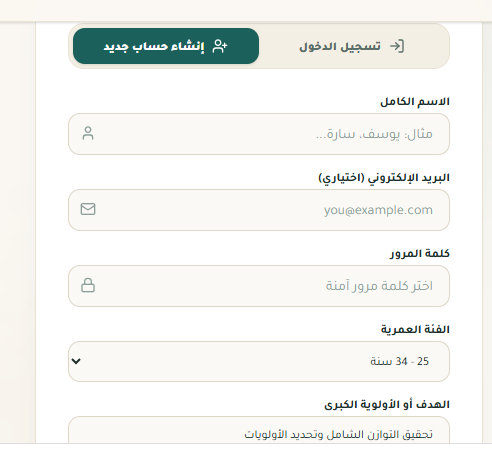 تسجيل الدخول
إنشاء حساب جديد
الاسم الكامل
مثال: يوسف، سارة...
البريد الإلكتروني (اختياري)
you@example.com
كلمة المرور
اختر كلمة مرور آمنة
الفئة العمرية
25 - 34 سنة
الهدف أو الأولوية الكبرى
تحقيق التوازن الشامل وتحديد الأولويات